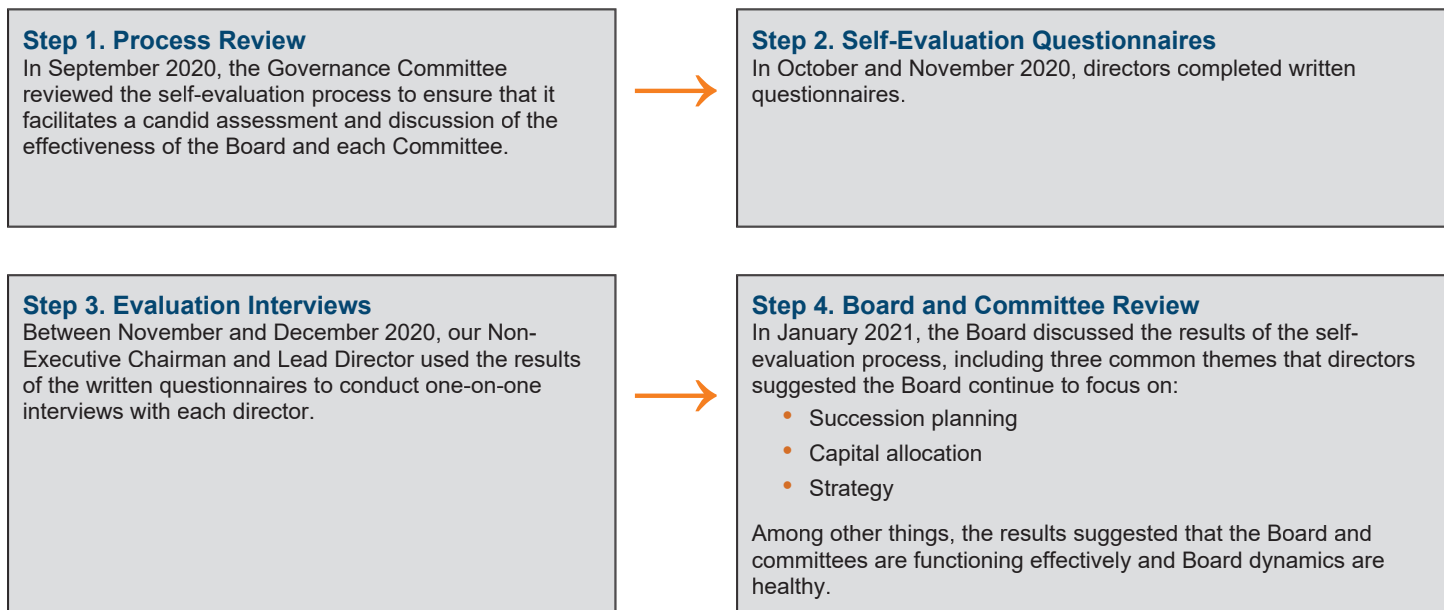 Step 1. Process Review
In September 2020, the Governance Committee
reviewed the self-evaluation process to ensure that it
facilitates a candid assessment and discussion of the
effectiveness of the Board and each Committee.
Step 2. Self-Evaluation Questionnaires
In October and November 2020, directors completed written
questionnaires.
Step 3. Evaluation Interviews
Between November and December 2020, our Non-
Executive Chairman and Lead Director used the results
of the written questionnaires to conduct one-on-one
interviews with each director.
Step 4. Board and Committee Review
In January 2021, the Board discussed the results of the self-
evaluation process, including three common themes that directors
suggested the Board continue to focus on:
• Succession planning
• Capital allocation
• Strategy
Among other things, the results suggested that the Board and
committees are functioning effectively and Board dynamics are
healthy.